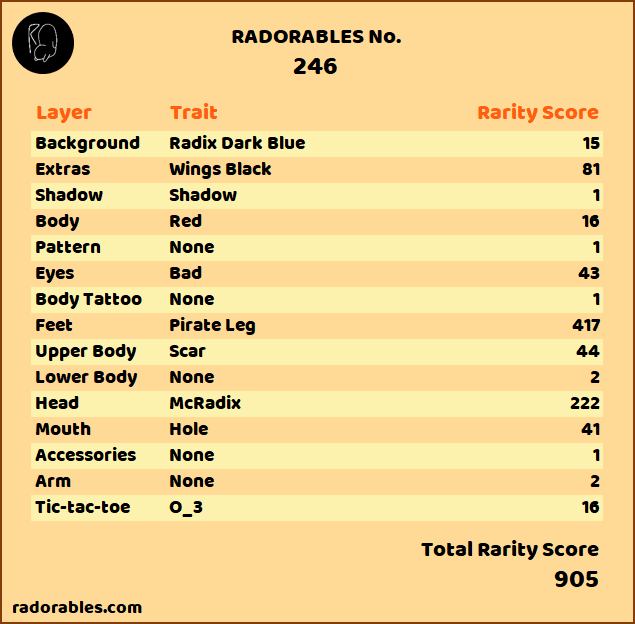 RADORABLES No.
246
Layer Trait Rarity Score
Background Radix Dark Blue 15
Extras Wings Black 81
Shadow Shadow 1
Body Red 16
Pattern None 1
Eyes Bad 43
Body Tattoo None 1
Feet Pirate Leg 417
Upper Body Scar 44
Lower Body None 2
Head McRadix 222
Mouth Hole 41
Accessories None 1
Arm None 2
Tic-tac-toe O_3 16
Total Rarity Score
905
radorables.com